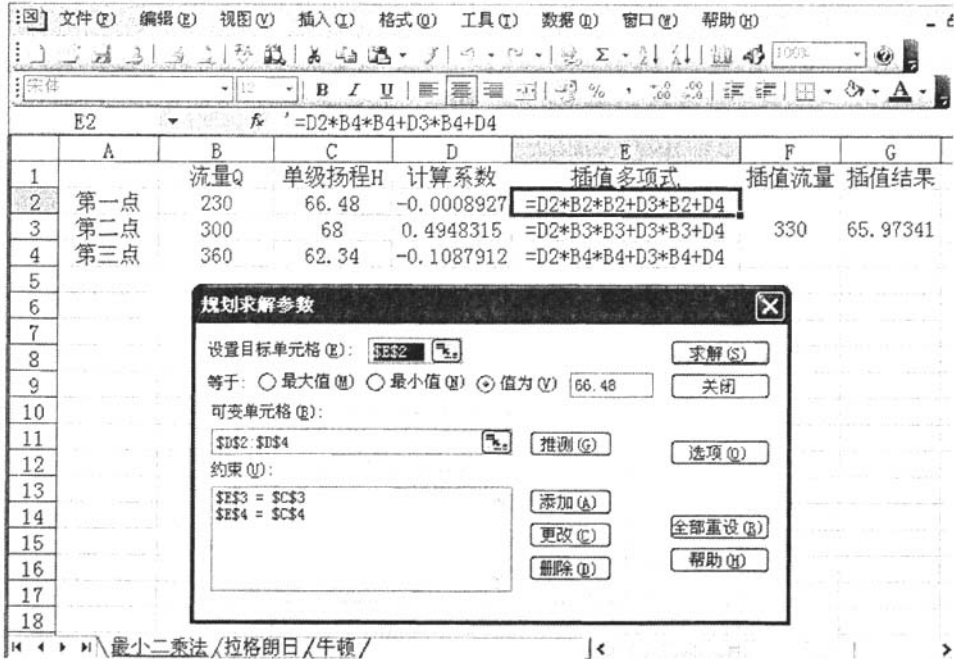 文件(F) 编辑(E) 视图(V) 插入(I) 格式(O) 工具(T) 数据(D) 窗口(W) 帮助(H)
100%
宋体 12 B I U
E2 fx '=D2*B4*B4+D3*B4+D4
A B C D E F G
1 流量Q 单级扬程H 计算系数 插值多项式 插值流量 插值结果
2 第一点 230 66.48 -0.0008927 =D2*B2*B2+D3*B2+D4
3 第二点 300 68 0.4948315 =D2*B3*B3+D3*B3+D4 330 65.97341
4 第三点 360 62.34 -0.1087912 =D2*B4*B4+D3*B4+D4
5
6
7
8
9
10
11
12
13
14
15
16
17
18
规划求解参数
设置目标单元格(E): $E$2 求解(S)
等于: 最大值(M) 最小值(N) 值为(V) 66.48 关闭
可变单元格(B):
$D$2:$D$4 推测(G) 选项(O)
约束(U):
$E$3 = $C$3
$E$4 = $C$4
添加(A)
更改(C) 全部重设(R)
删除(D) 帮助(H)
最小二乘法 拉格朗日 牛顿